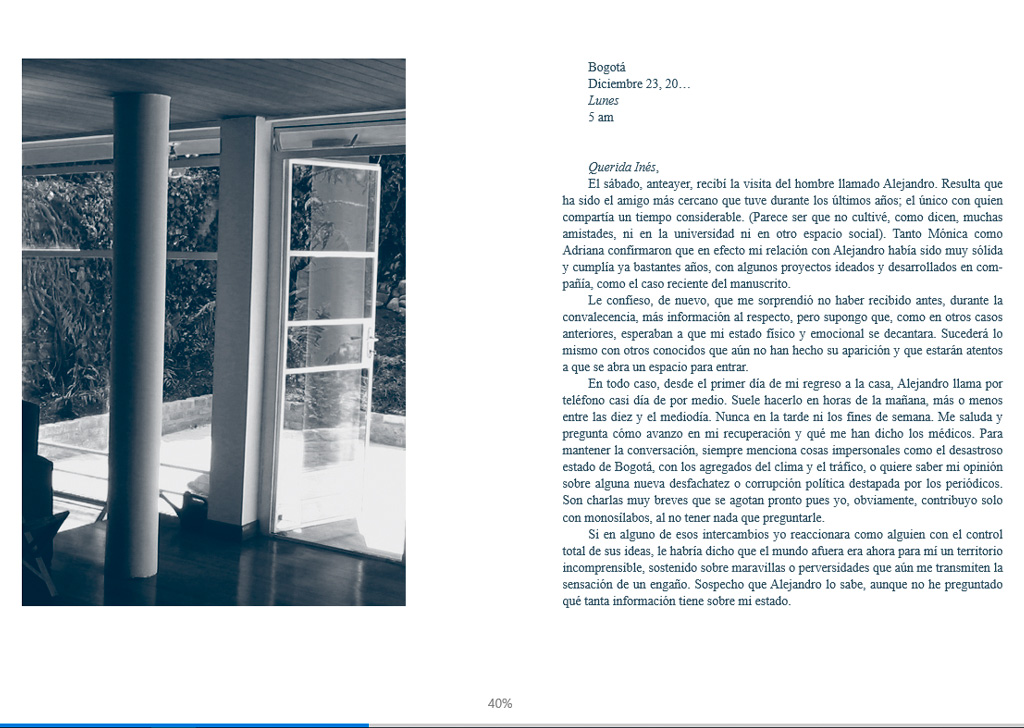 Bogotá
Diciembre 23, 20…
Lunes
5 am
Querida Inés,
El sábado, anteayer, recibí la visita del hombre llamado Alejandro. Resulta que
ha sido el amigo más cercano que tuve durante los últimos años; el único con quien
compartía un tiempo considerable. (Parece ser que no cultivé, como dicen, muchas
amistades, ni en la universidad ni en otro espacio social). Tanto Mónica como
Adriana confirmaron que en efecto mi relación con Alejandro había sido muy sólida
y cumplía ya bastantes años, con algunos proyectos ideados y desarrollados en com-
pañía, como el caso reciente del manuscrito.
Le confieso, de nuevo, que me sorprendió no haber recibido antes, durante la
convalecencia, más información al respecto, pero supongo que, como en otros casos
anteriores, esperaban a que mi estado físico y emocional se decantara. Sucederá lo
mismo con otros conocidos que aún no han hecho su aparición y que estarán atentos
a que se abra un espacio para entrar.
En todo caso, desde el primer día de mi regreso a la casa, Alejandro llama por
teléfono casi día de por medio. Suele hacerlo en horas de la mañana, más o menos
entre las diez y el mediodía. Nunca en la tarde ni los fines de semana. Me saluda y
pregunta cómo avanzo en mi recuperación y qué me han dicho los médicos. Para
mantener la conversación, siempre menciona cosas impersonales como el desastroso
estado de Bogotá, con los agregados del clima y el tráfico, o quiere saber mi opinión
sobre alguna nueva desfachatez o corrupción política destapada por los periódicos.
Son charlas muy breves que se agotan pronto pues yo, obviamente, contribuyo solo
con monosílabos, al no tener nada que preguntarle.
Si en alguno de esos intercambios yo reaccionara como alguien con el control
total de sus ideas, le habría dicho que el mundo afuera era ahora para mí un territorio
incomprensible, sostenido sobre maravillas o perversidades que aún me transmiten la
sensación de un engaño. Sospecho que Alejandro lo sabe, aunque no he preguntado
qué tanta información tiene sobre mi estado.
40%